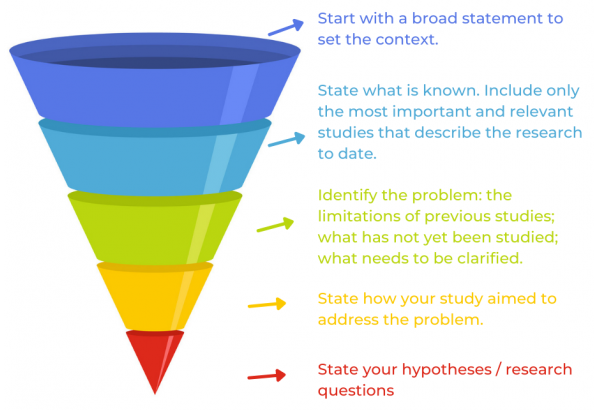 Start with a broad statement to
set the context.
State what is known. Include only
the most important and relevant
studies that describe the research
to date.
Identify the problem: the
limitations of previous studies;
what has not yet been studied;
what needs to be clarified.
State how your study aimed to
address the problem.
State your hypotheses / research
questions